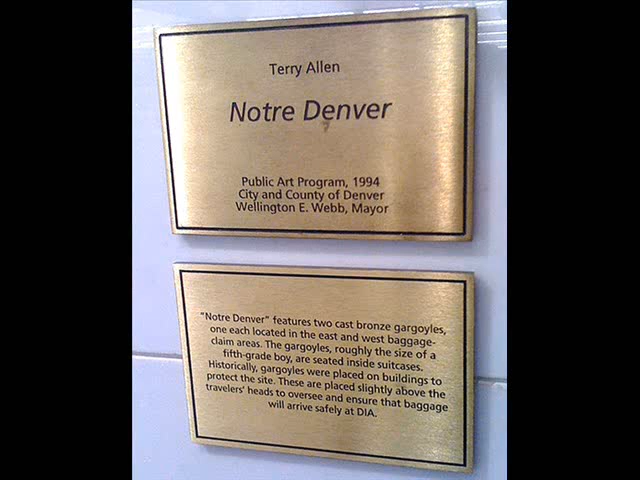 Terry Allen
Notre Denver
Public Art Program, 1994
City and County of Denver
Wellington E. Webb, Mayor
"Notre Denver" features two cast bronze gargoyles,
one each located in the east and west baggage-
claim areas. The gargoyles, roughly the size of a
fifth-grade boy, are seated inside suitcases.
Historically, gargoyles were placed on buildings to
protect the site. These are placed slightly above the
travelers' heads to oversee and ensure that baggage
will arrive safely at DIA.